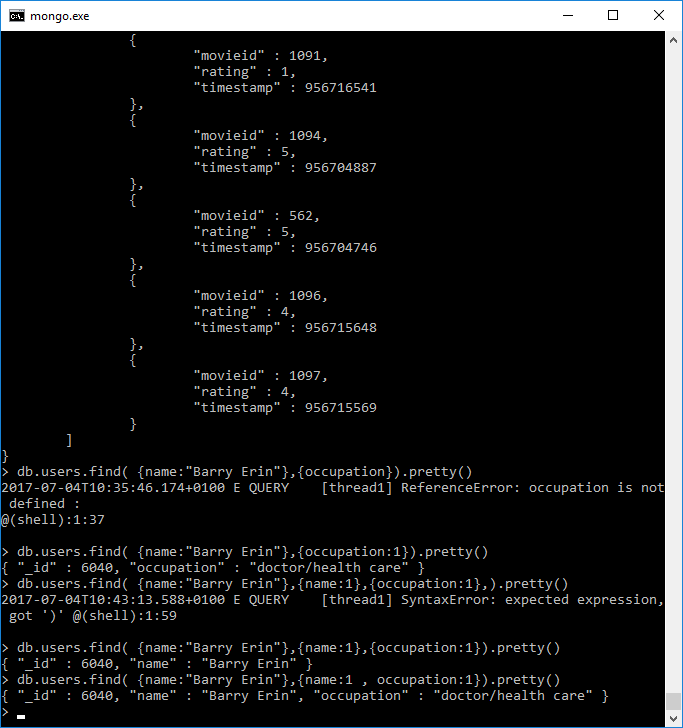 mongo.exe
{
"movieid" : 1091,
"rating" : 1,
"timestamp" : 956716541
},
{
"movieid" : 1094,
"rating" : 5,
"timestamp" : 956704887
},
{
"movieid" : 562,
"rating" : 5,
"timestamp" : 956704746
},
{
"movieid" : 1096,
"rating" : 4,
"timestamp" : 956715648
},
{
"movieid" : 1097,
"rating" : 4,
"timestamp" : 956715569
}
]
}
> db.users.find( {name:"Barry Erin"},{occupation}).pretty()
2017-07-04T10:35:46.174+0100 E QUERY    [thread1] ReferenceError: occupation is not
defined :
@(shell):1:37
> db.users.find( {name:"Barry Erin"},{occupation:1}).pretty()
{ "_id" : 6040, "occupation" : "doctor/health care" }
> db.users.find( {name:"Barry Erin"},{name:1},{occupation:1},).pretty()
2017-07-04T10:43:13.588+0100 E QUERY    [thread1] SyntaxError: expected expression,
got ')' @(shell):1:59
> db.users.find( {name:"Barry Erin"},{name:1},{occupation:1}).pretty()
{ "_id" : 6040, "name" : "Barry Erin" }
> db.users.find( {name:"Barry Erin"},{name:1 , occupation:1}).pretty()
{ "_id" : 6040, "name" : "Barry Erin", "occupation" : "doctor/health care" }
>